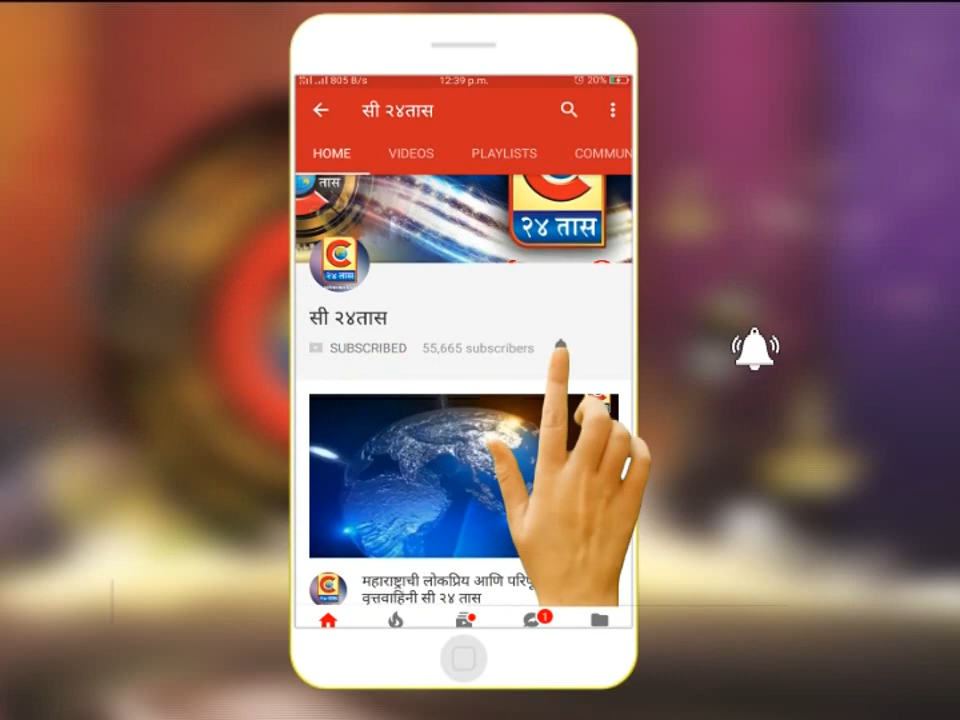 805 B/s 12:39 p.m. 20%
सी २४तास
HOME VIDEOS PLAYLISTS COMMUN
तास
C
२४ तास
C
२४ तास
सी २४तास
SUBSCRIBED 55,665 subscribers
महाराष्ट्राची लोकप्रिय आणि
वृत्तवाहिनी सी २४ तास
C
1